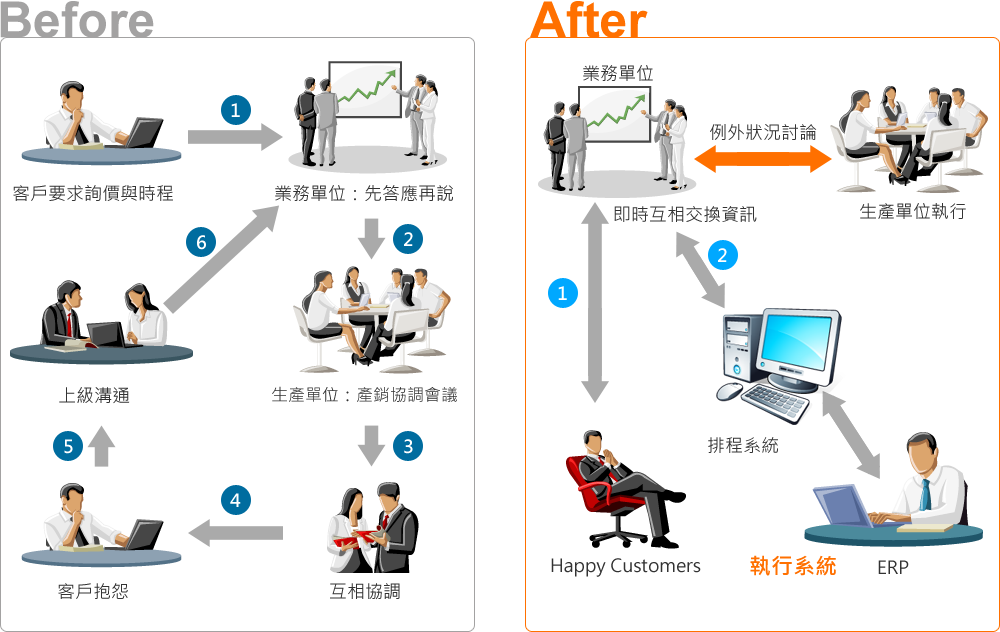 Before
1
客戶要求詢價與時程
業務單位：先答應再說
6
2
上級溝通
生產單位：產銷協調會議
5
3
4
客戶抱怨
互相協調
After
業務單位
例外狀況討論
即時互相交換資訊
生產單位執行
2
1
排程系統
Happy Customers
執行系統
ERP